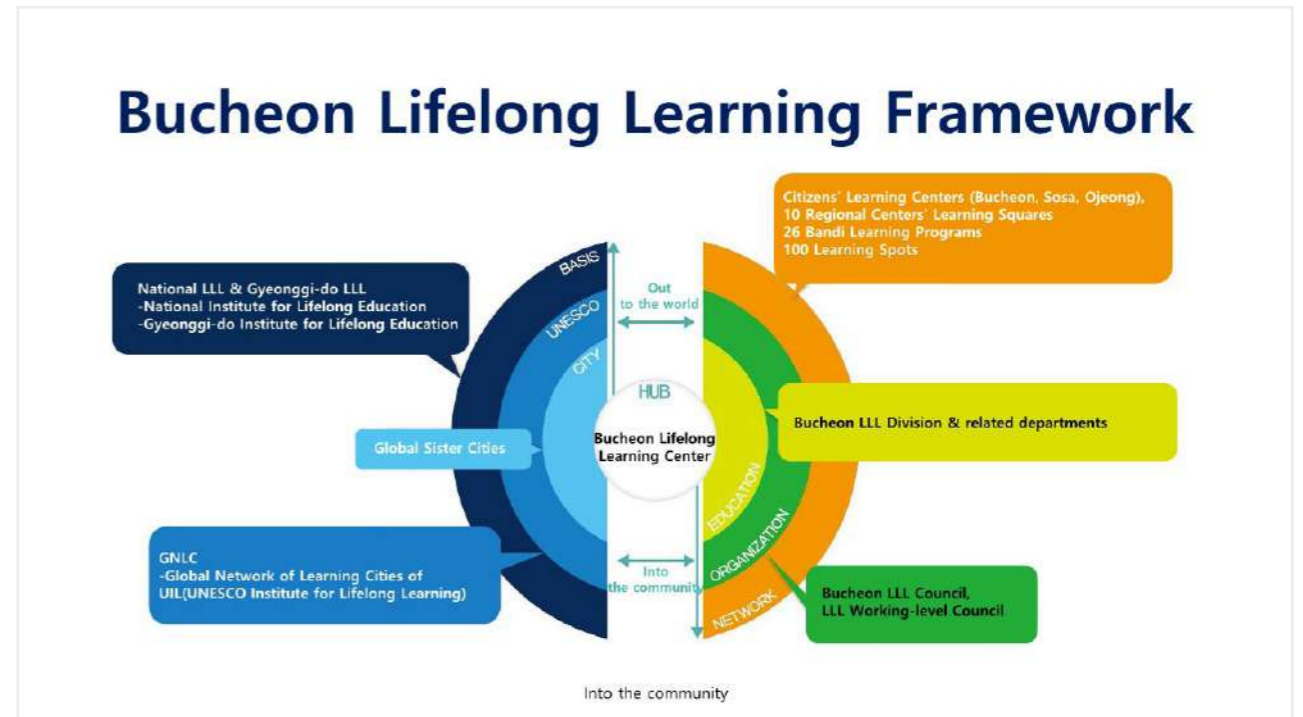 Bucheon Lifelong Learning Framework
Citizens' Learning Centers (Bucheon, Sosa, Ojeong),
10 Regional Centers' Learning Squares
26 Bandi Learning Programs
100 Learning Spots
National LLL & Gyeonggi-do LLL
-National Institute for Lifelong Education
-Gyeonggi-do Institute for Lifelong Education
BASIS
UNESCO
CITY
Out
to the world
HUB
Bucheon Lifelong
Learning Center
Bucheon LLL Division & related departments
Global Sister Cities
EDUCATION
ORGANIZATION
NETWORK
GNLC
-Global Network of Learning Cities of
UIL(UNESCO Institute for Lifelong Learning)
Into
the community
Bucheon LLL Council,
LLL Working-level Council
Into the community